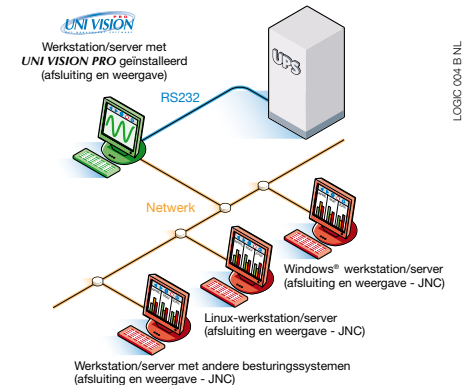 UNI VISION
PRO
Werkstation/server met
UNI VISION PRO geïnstalleerd
(afsluiting en weergave)
UPS
RS232
LOGIC 004 B NL
Netwerk
Windows® werkstation/server
(afsluiting en weergave - JNC)
Linux-werkstation/server
(afsluiting en weergave - JNC)
Werkstation/server met andere besturingssystemen
(afsluiting en weergave - JNC)